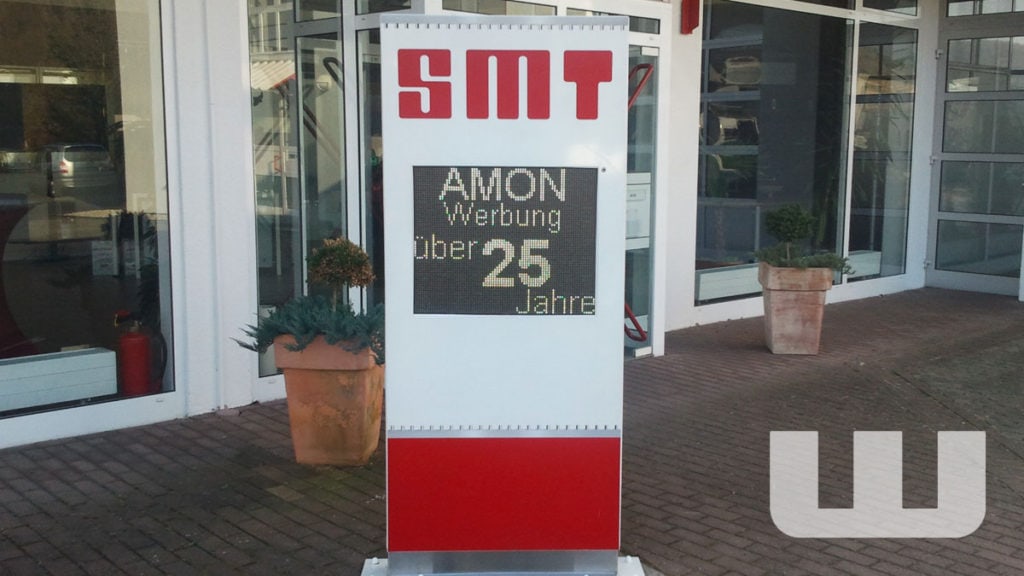 SMT
AMON
Werbung
über 25
Jahre
W